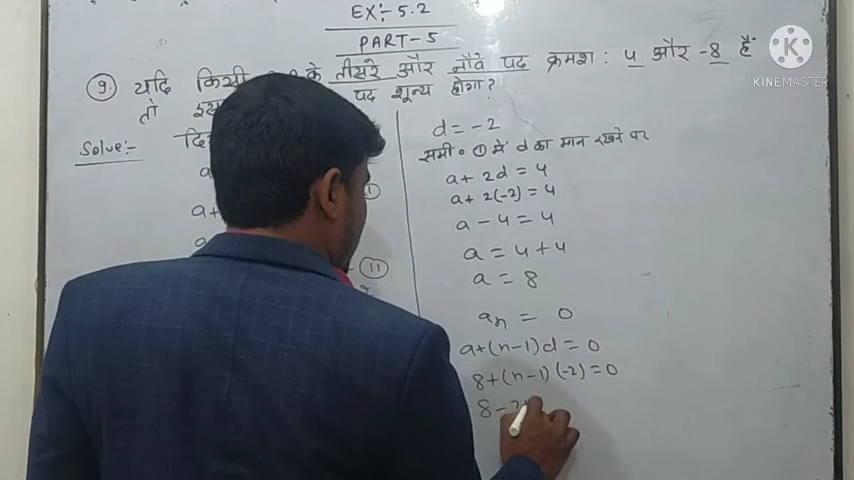 EX:- 5.2
PART-5
9. यदि किसी के तीसरे और नौवे पद क्रमश: 4 और -8 हैं
तो पद शून्य होगा?
Solve:-
d = -2
समी० ① में d का मान रखने पर
a + 2d = 4
a + 2(-2) = 4
a - 4 = 4
a = 4 + 4
a = 8
an = 0
a+(n-1)d = 0
8+(n-1)(-2)=0
8-2
a
a+
a
11
KINEMASTER